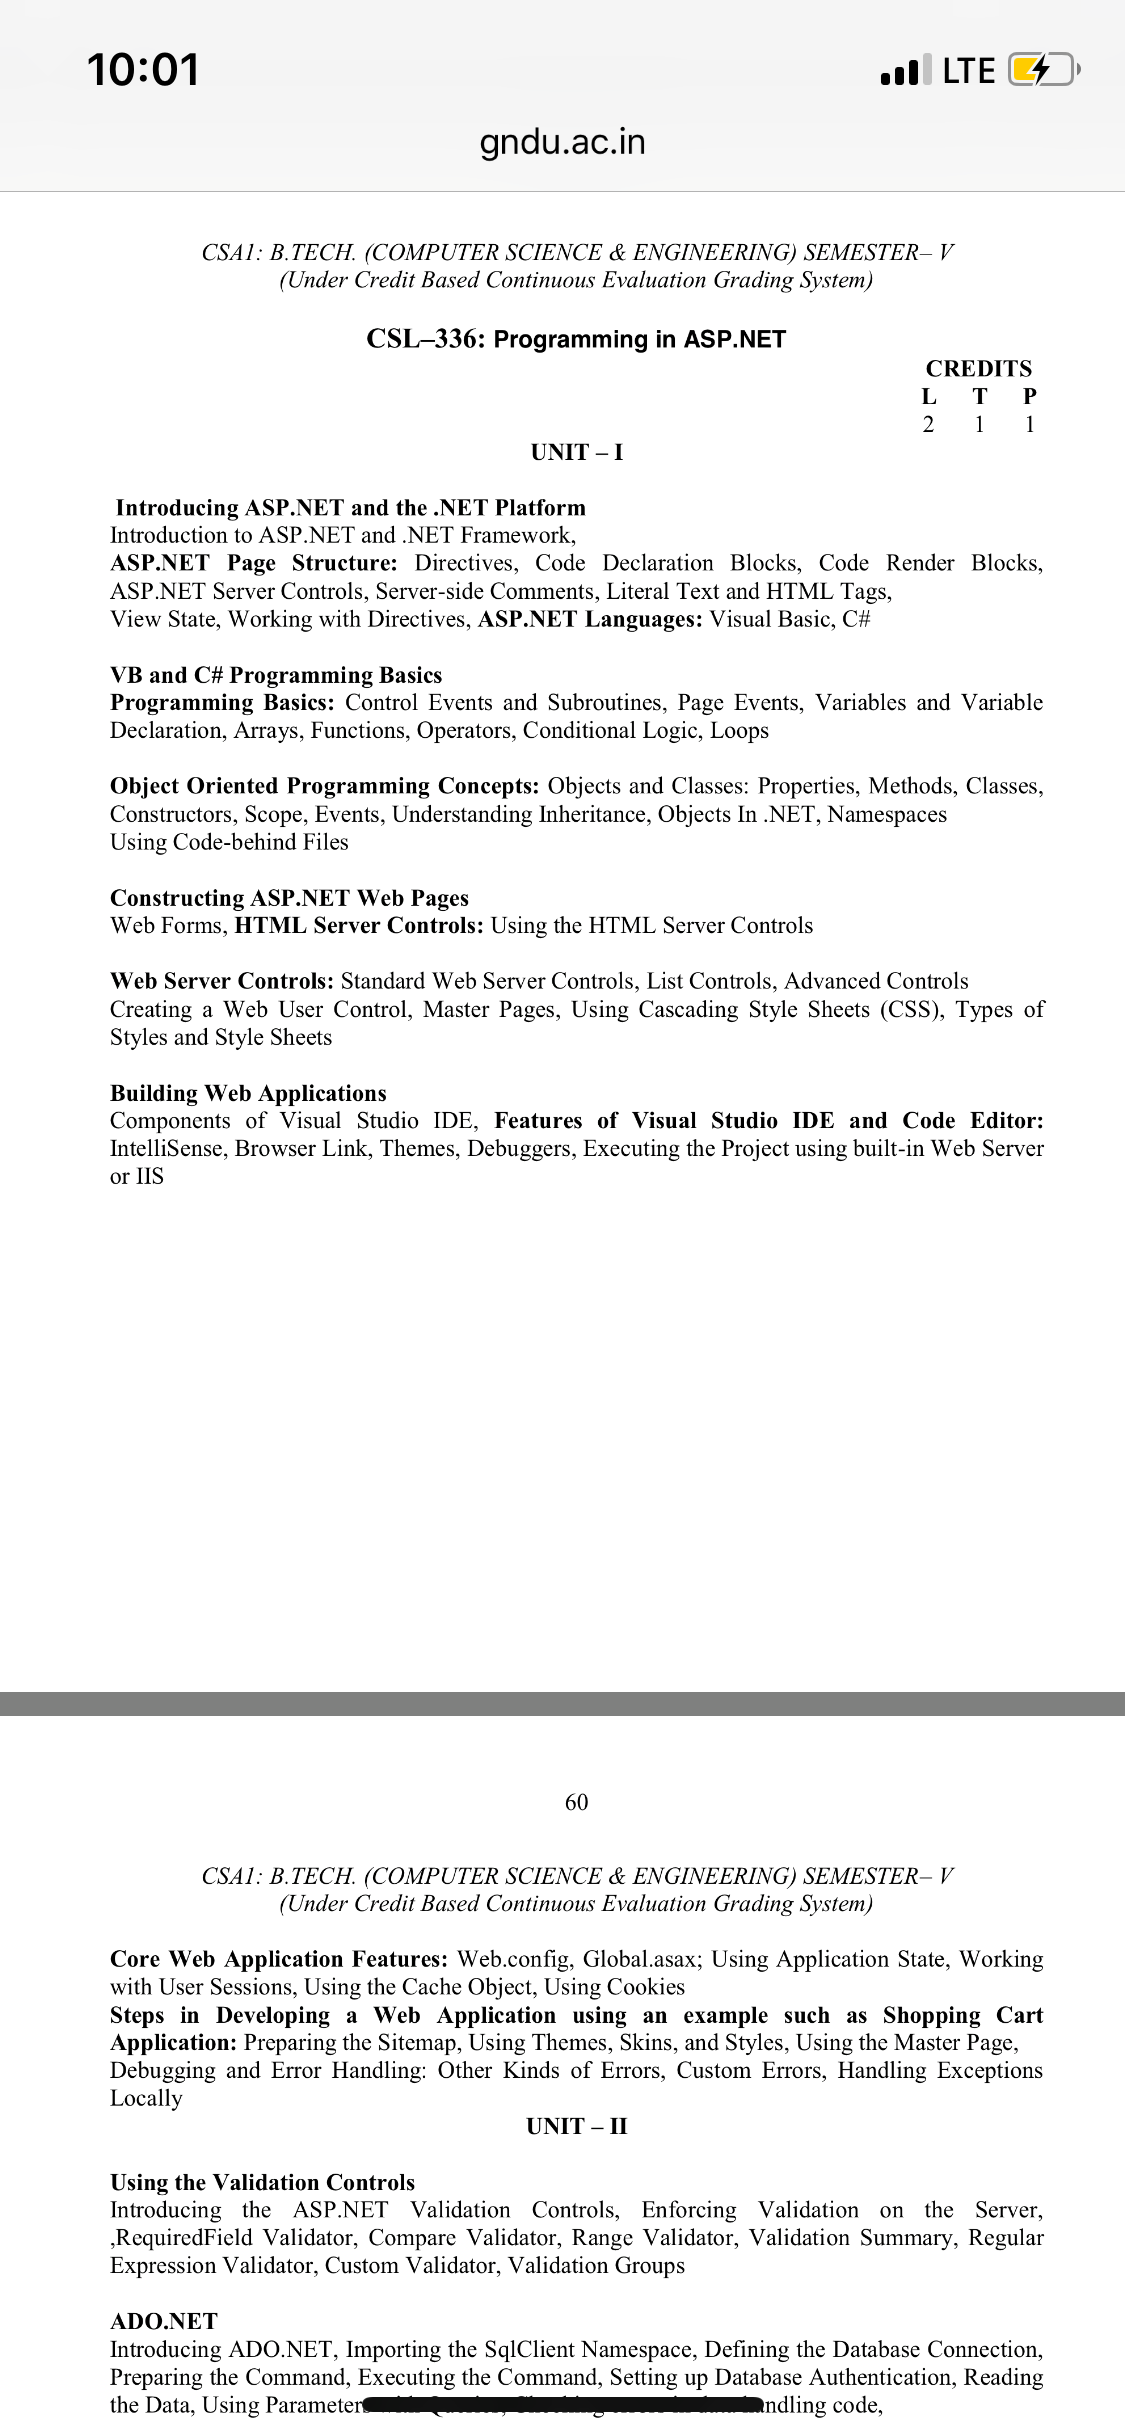 10:01
LTE
gndu.ac.in
CSA1: B.TECH. (COMPUTER SCIENCE & ENGINEERING) SEMESTER– V
(Under Credit Based Continuous Evaluation Grading System)
CSL–336: Programming in ASP.NET
CREDITS
L T P
2 1 1
UNIT – I
Introducing ASP.NET and the .NET Platform
Introduction to ASP.NET and .NET Framework,
ASP.NET Page Structure: Directives, Code Declaration Blocks, Code Render Blocks,
ASP.NET Server Controls, Server-side Comments, Literal Text and HTML Tags,
View State, Working with Directives, ASP.NET Languages: Visual Basic, C#
VB and C# Programming Basics
Programming Basics: Control Events and Subroutines, Page Events, Variables and Variable
Declaration, Arrays, Functions, Operators, Conditional Logic, Loops
Object Oriented Programming Concepts: Objects and Classes: Properties, Methods, Classes,
Constructors, Scope, Events, Understanding Inheritance, Objects In .NET, Namespaces
Using Code-behind Files
Constructing ASP.NET Web Pages
Web Forms, HTML Server Controls: Using the HTML Server Controls
Web Server Controls: Standard Web Server Controls, List Controls, Advanced Controls
Creating a Web User Control, Master Pages, Using Cascading Style Sheets (CSS), Types of
Styles and Style Sheets
Building Web Applications
Components of Visual Studio IDE, Features of Visual Studio IDE and Code Editor:
IntelliSense, Browser Link, Themes, Debuggers, Executing the Project using built-in Web Server
or IIS
60
CSA1: B.TECH. (COMPUTER SCIENCE & ENGINEERING) SEMESTER– V
(Under Credit Based Continuous Evaluation Grading System)
Core Web Application Features: Web.config, Global.asax; Using Application State, Working
with User Sessions, Using the Cache Object, Using Cookies
Steps in Developing a Web Application using an example such as Shopping Cart
Application: Preparing the Sitemap, Using Themes, Skins, and Styles, Using the Master Page,
Debugging and Error Handling: Other Kinds of Errors, Custom Errors, Handling Exceptions
Locally
UNIT – II
Using the Validation Controls
Introducing the ASP.NET Validation Controls, Enforcing Validation on the Server,
,RequiredField Validator, Compare Validator, Range Validator, Validation Summary, Regular
Expression Validator, Custom Validator, Validation Groups
ADO.NET
Introducing ADO.NET, Importing the SqlClient Namespace, Defining the Database Connection,
Preparing the Command, Executing the Command, Setting up Database Authentication, Reading
the Data, Using code,